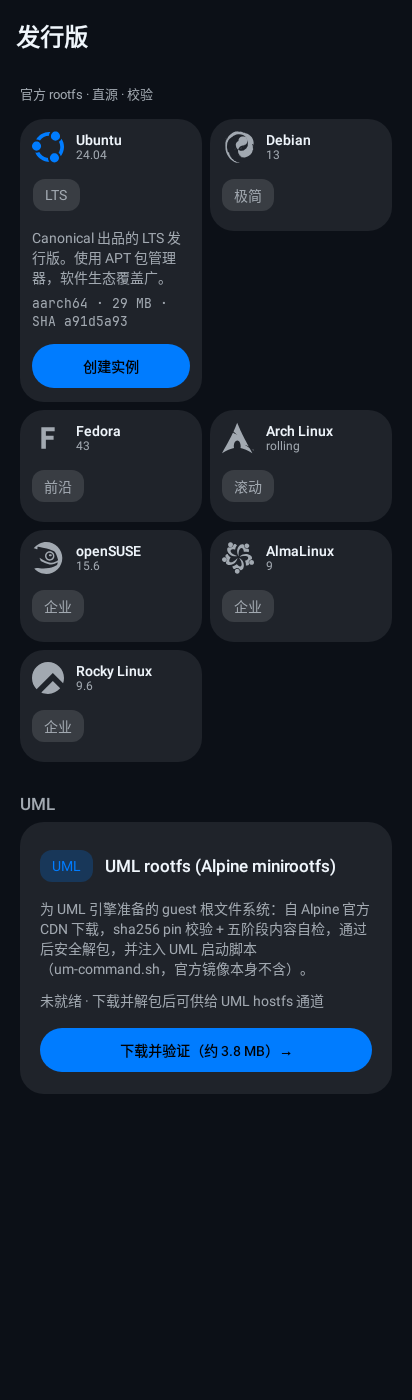 发行版
官方 rootfs · 直源 · 校验
Ubuntu
24.04
LTS
Canonical 出品的 LTS 发
行版。使用 APT 包管理
器，软件生态覆盖广。
aarch64 · 29 MB ·
SHA a91d5a93
创建实例
Debian
13
极简
Fedora
43
前沿
Arch Linux
rolling
滚动
openSUSE
15.6
企业
AlmaLinux
9
企业
Rocky Linux
9.6
企业
UML
UML
UML rootfs (Alpine minirootfs)
为 UML 引擎准备的 guest 根文件系统：自 Alpine 官方
CDN 下载，sha256 pin 校验 + 五阶段内容自检，通过
后安全解包，并注入 UML 启动脚本
（um-command.sh，官方镜像本身不含）。
未就绪 · 下载并解包后可供给 UML hostfs 通道
下载并验证（约 3.8 MB）→